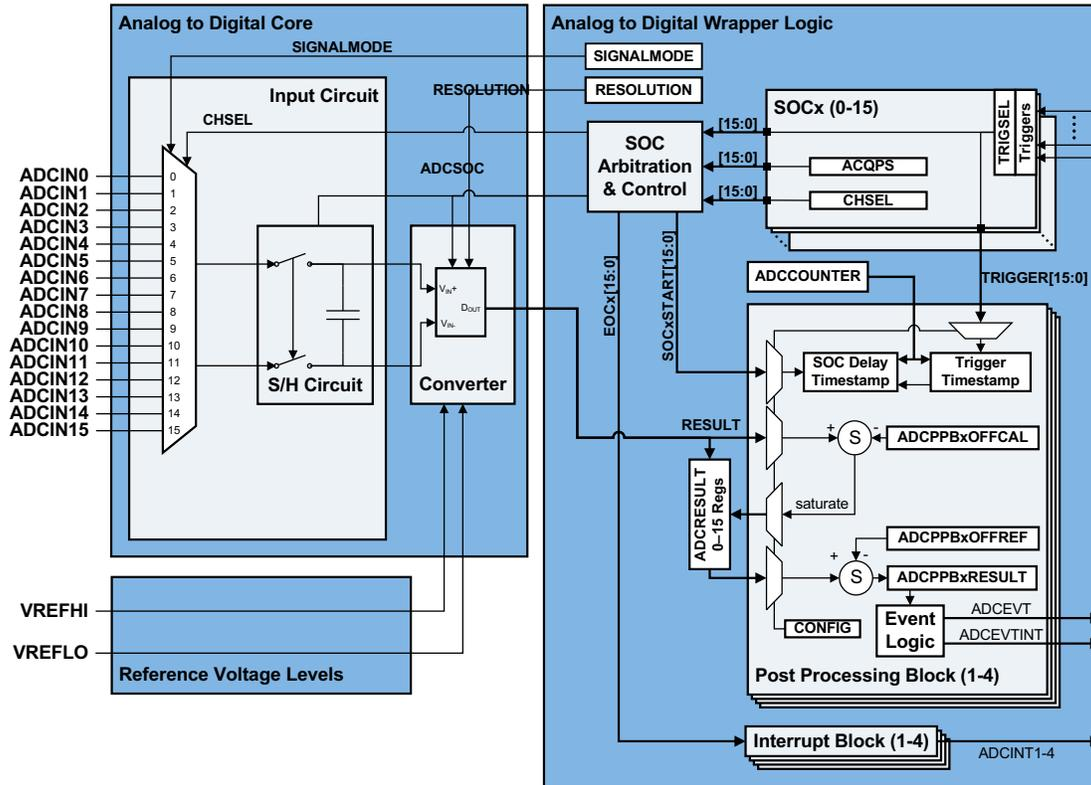 Analog to Digital Core
SIGNALMODE
RESOLUTION
Input Circuit
CHSEL
ADCSOC
ADCIN0
ADCIN1
ADCIN2
ADCIN3
ADCIN4
ADCIN5
ADCIN6
ADCIN7
ADCIN8
ADCIN9
ADCIN10
ADCIN11
ADCIN12
ADCIN13
ADCIN14
ADCIN15
0
1
2
3
4
5
6
7
8
9
10
11
12
13
14
15
S/H Circuit
VIN+
DOUT
VIN-
Converter
VREFHI
VREFLO
Reference Voltage Levels
Analog to Digital Wrapper Logic
SIGNALMODE
RESOLUTION
SOC
Arbitration
& Control
[15:0]
[15:0]
[15:0]
SOCx (0-15)
ACQPS
CHSEL
TRIGSEL
Triggers
EOCx[15:0]
SOCxSTART[15:0]
ADCCOUNTER
TRIGGER[15:0]
SOC Delay
Timestamp
Trigger
Timestamp
RESULT
+
S
-
ADCPPBxOFFCAL
saturate
ADCRESULT
0–15 Regs
ADCPPBxOFFREF
+
-
S
ADCPPBxRESULT
CONFIG
Event
Logic
ADCEVT
ADCEVTINT
Post Processing Block (1-4)
Interrupt Block (1-4)
ADCINT1-4